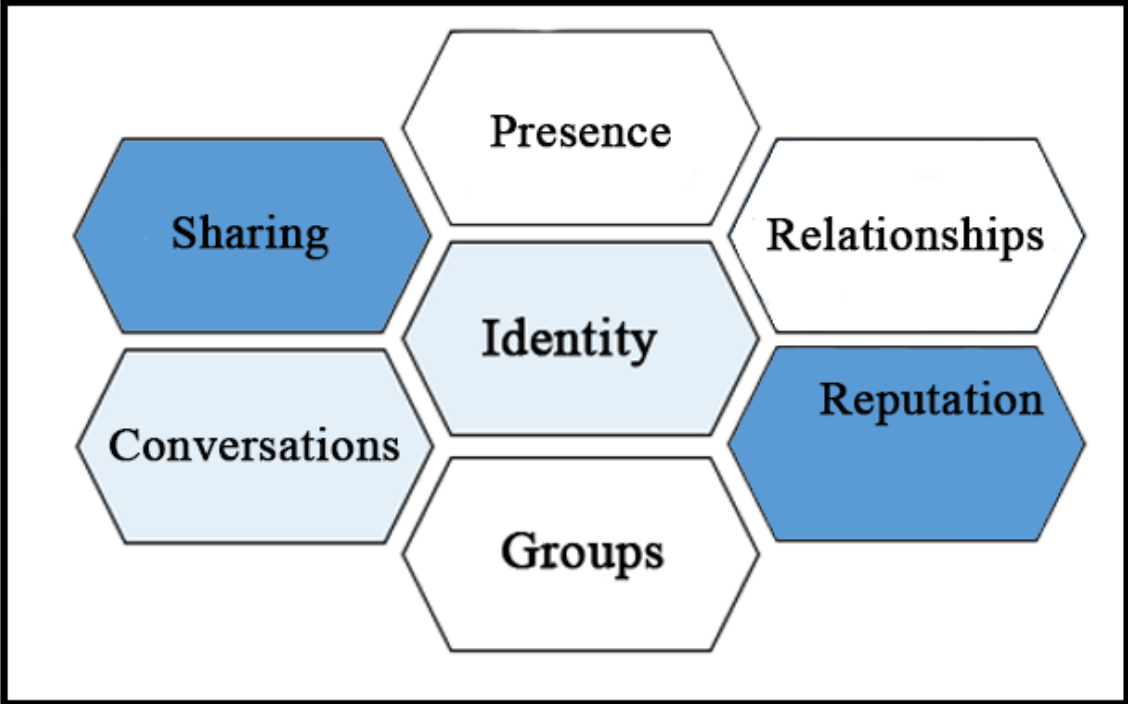 Presence
Sharing
Relationships
Identity
Reputation
Conversations
Groups